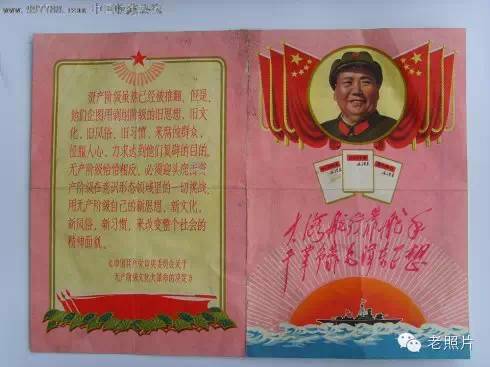 资产阶级虽然已经被推翻，但是，
他们企图用剥削阶级的旧思想，旧文
化，旧风俗，旧习惯，来腐蚀群众，
征服人心，力求达到他们复辟的目的。
无产阶级恰恰相反，必须迎头痛击资
产阶级在意识形态领域里的一切挑战，
用无产阶级自己的新思想，新文化，
新风俗，新习惯，来改变整个社会的
精神面貌。
《中国共产党中央委员会关于
无产阶级文化大革命的决定》
大海航行靠舵手
干革命靠毛泽东思想
老照片